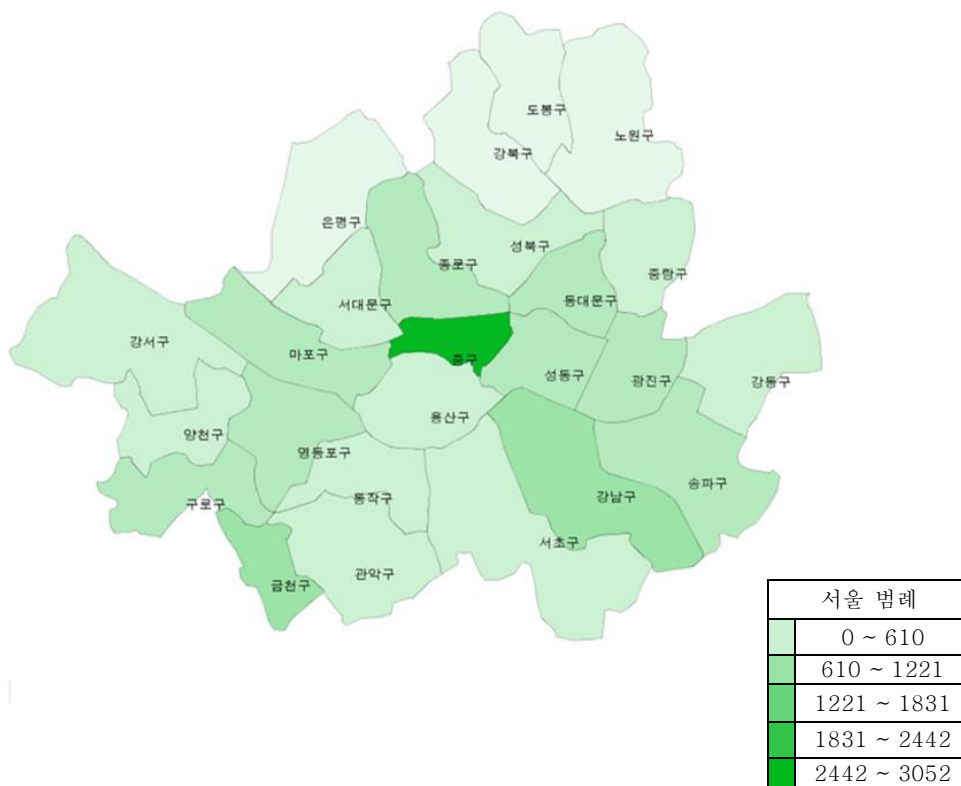 도봉구
노원구
강북구
은평구
성북구
종로구
중랑구
서대문구
동대문구
강서구
마포구
중구
성동구
광진구
강동구
용산구
양천구
영등포구
송파구
동작구
강남구
구로구
서초구
관악구
금천구
서울 범례
0 ~ 610
610 ~ 1221
1221 ~ 1831
1831 ~ 2442
2442 ~ 3052